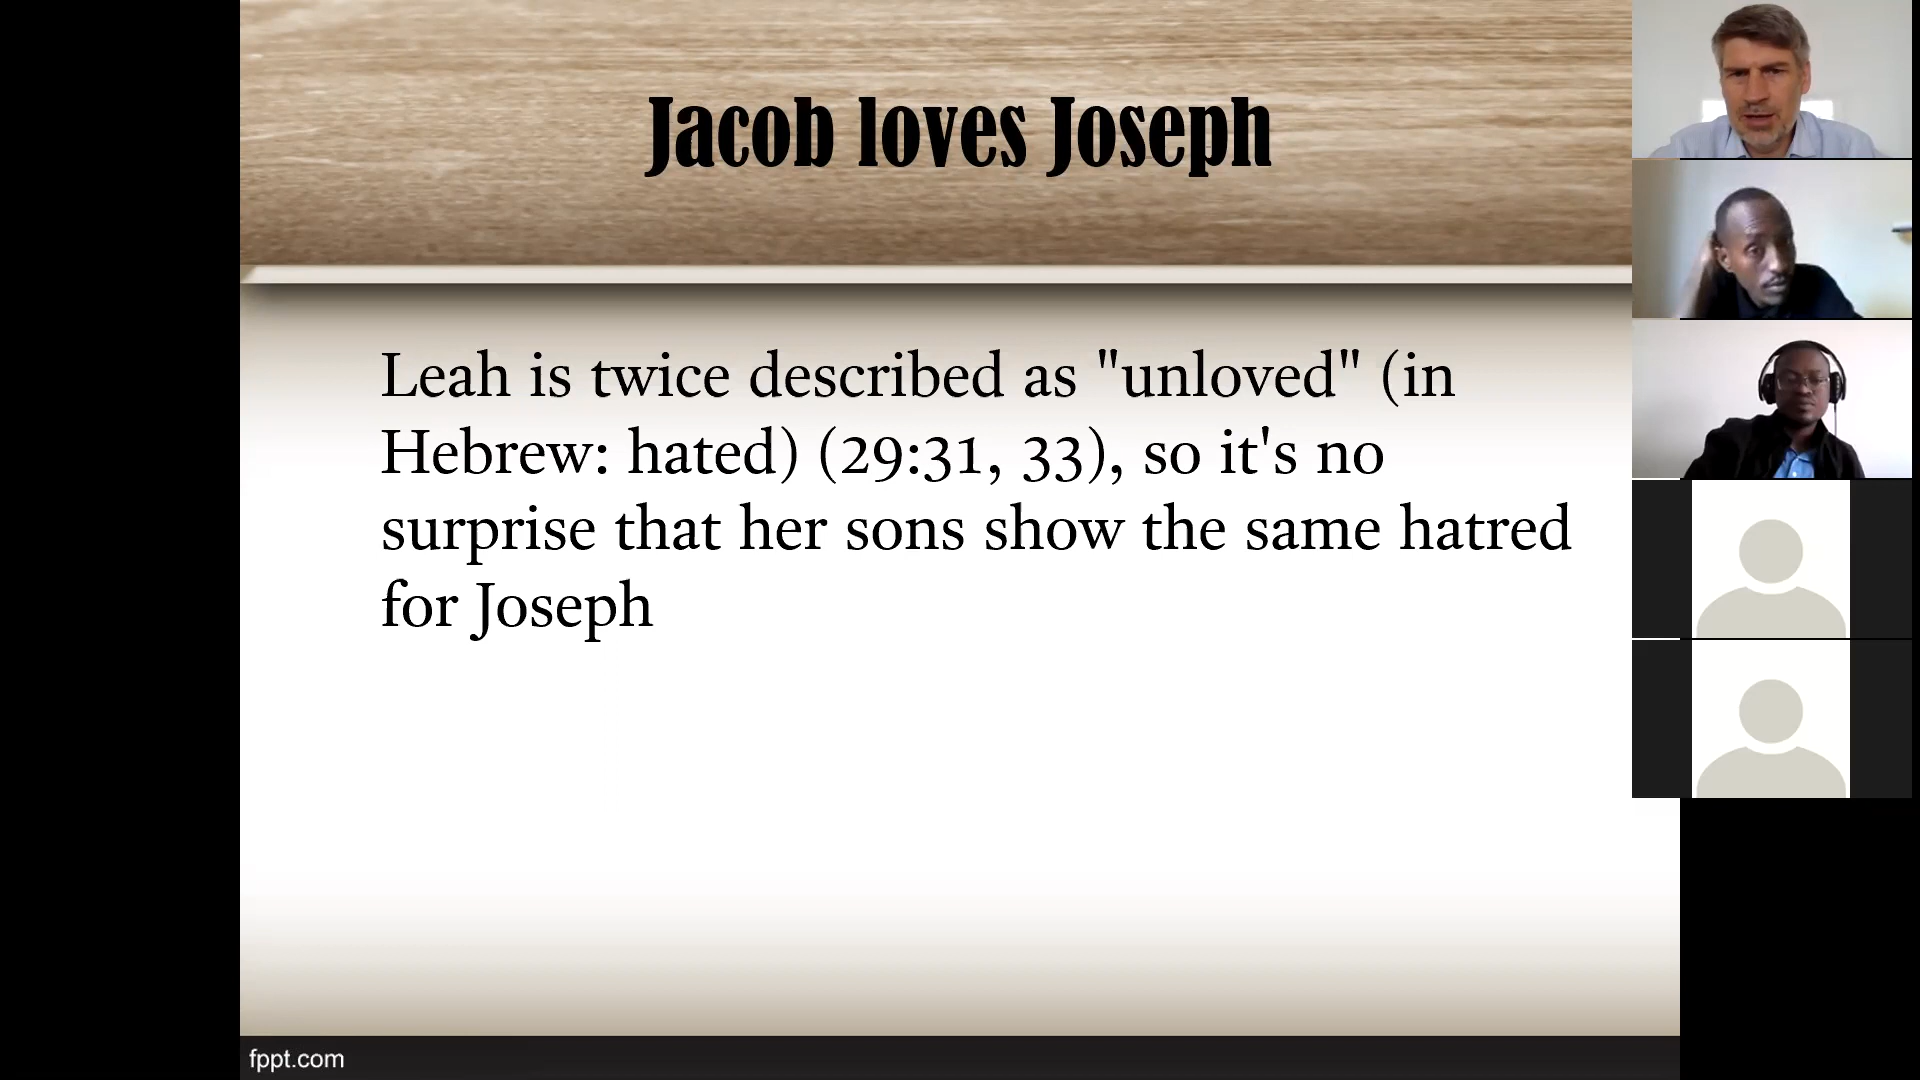 Jacob loves Joseph
Leah is twice described as "unloved" (in
Hebrew: hated) (29:31, 33), so it's no
surprise that her sons show the same hatred
for Joseph
fppt.com